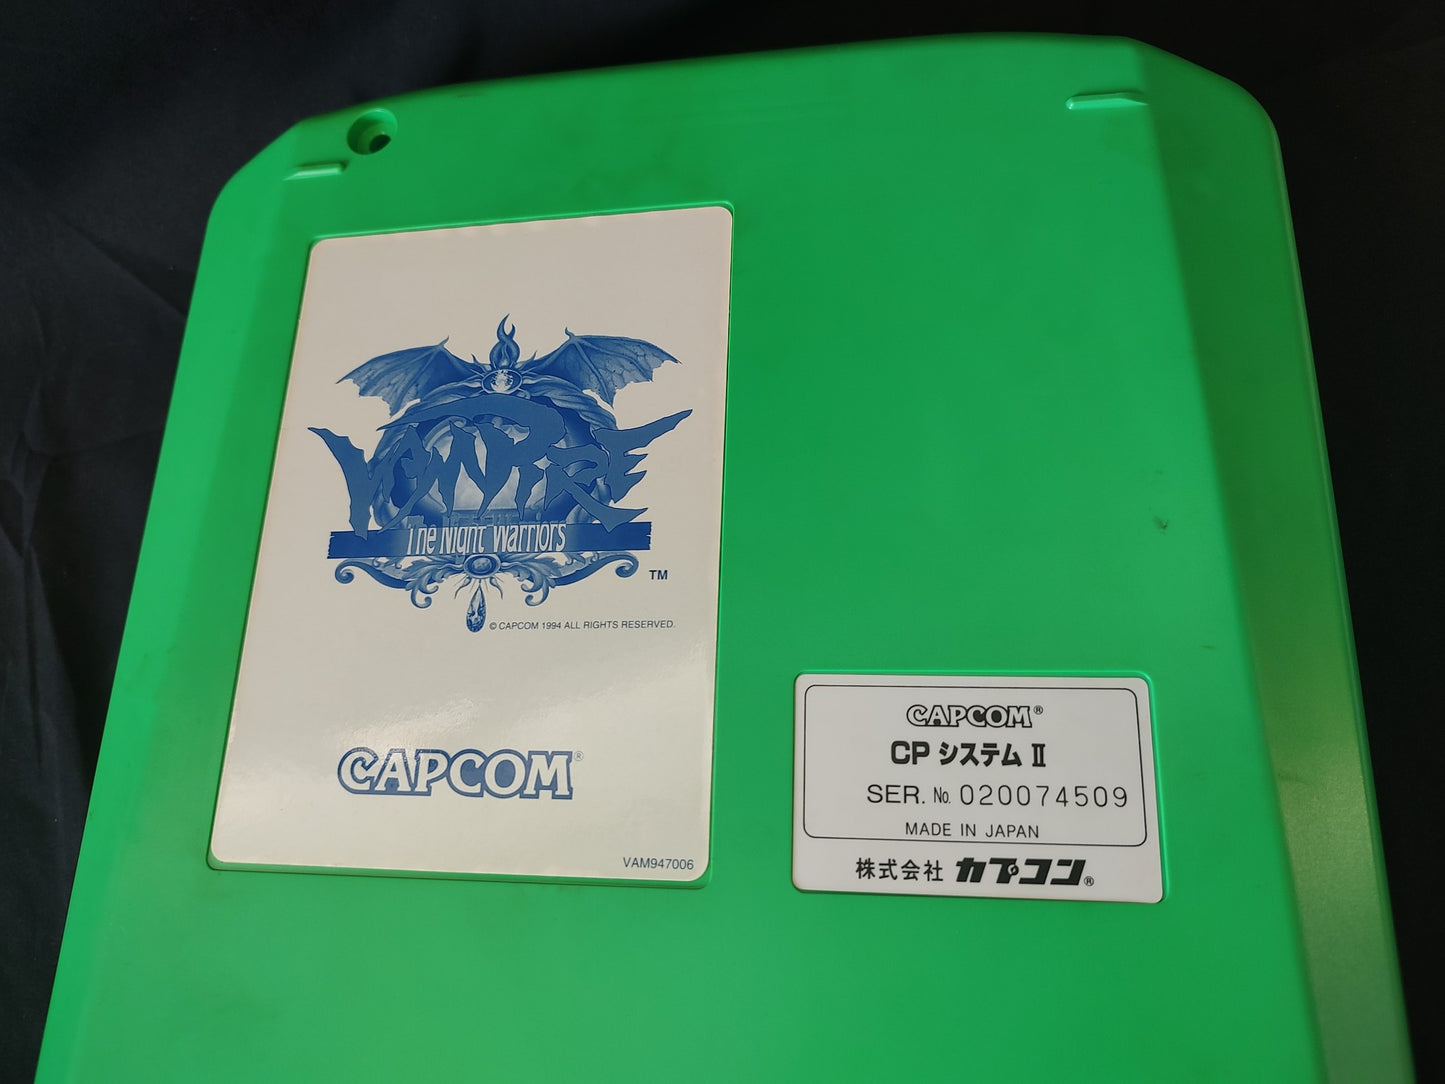 VAMPIRE
The Night Warriors
TM
© CAPCOM 1994 ALL RIGHTS RESERVED.
CAPCOM®
VAM947006
CAPCOM®
CP システム II
SER. No. 020074509
MADE IN JAPAN
株式会社 カプコン®